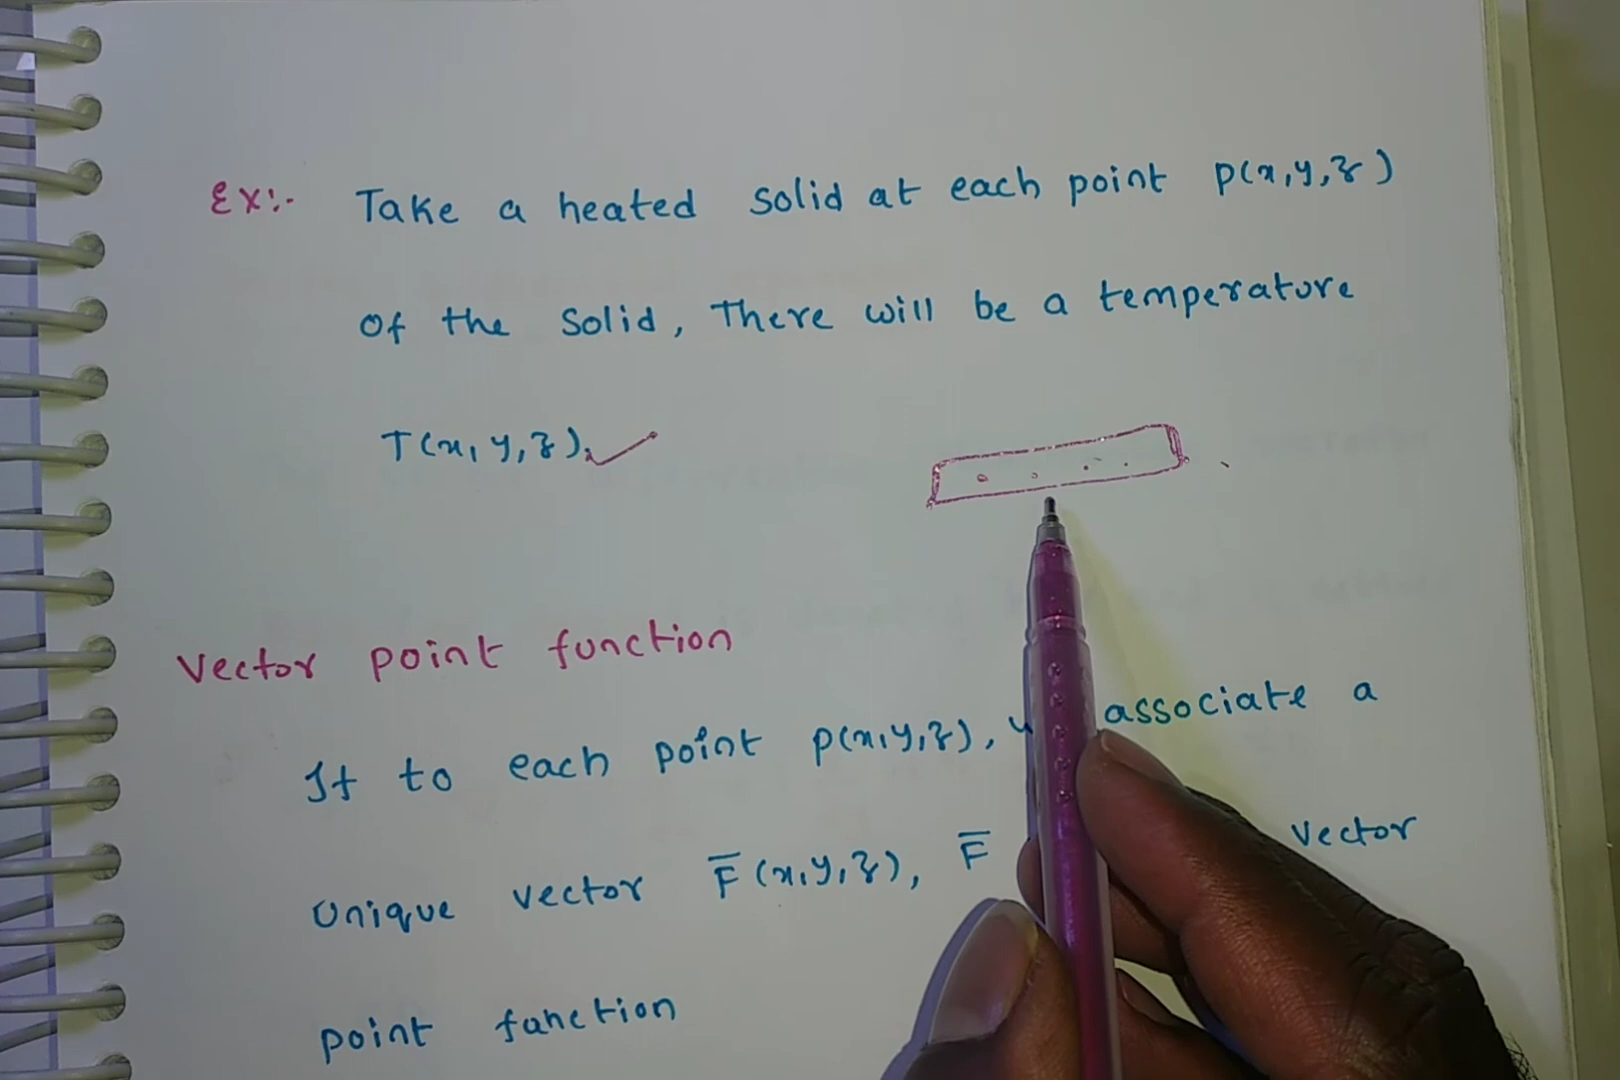 Ex:- Take a heated solid at each point P(x,y,z)
of the solid, There will be a temperature
T(x,y,z).
Vector point function
If to each point P(x,y,z), associate a
unique vector F̅(x,y,z), F̅ vector
point function